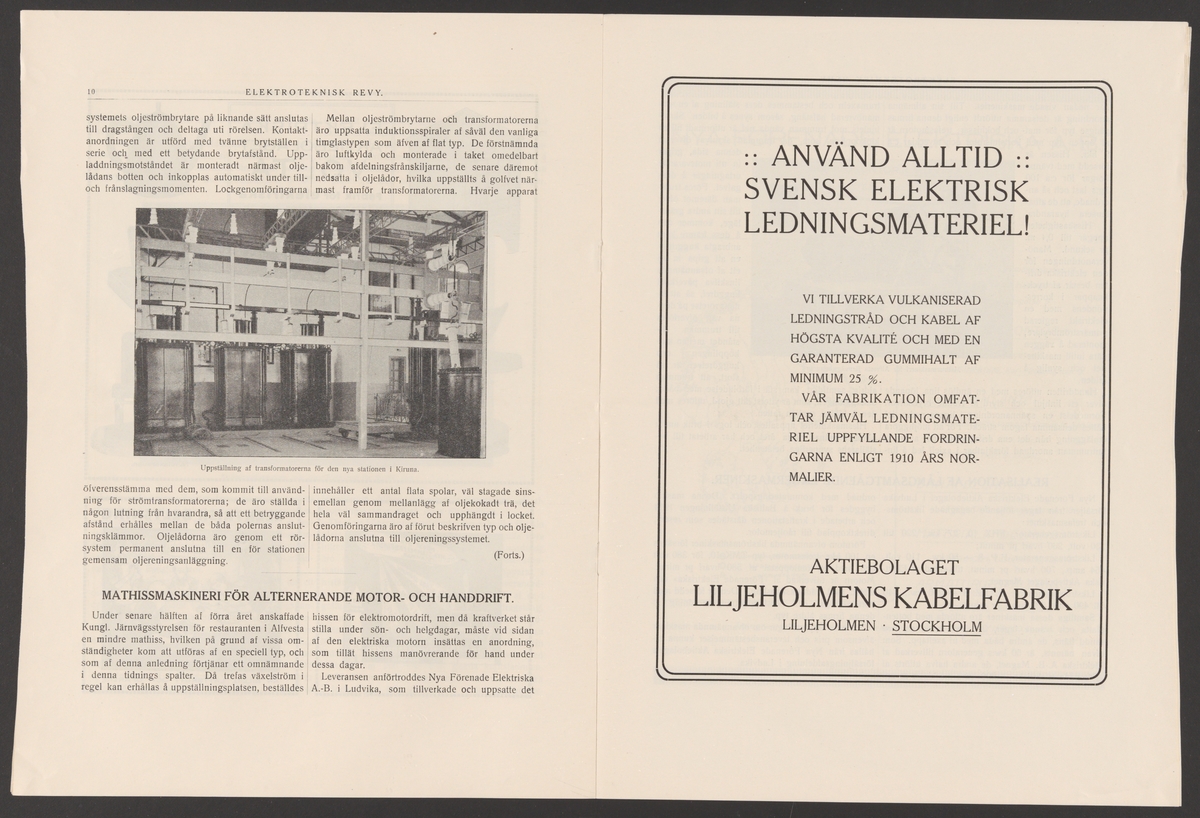 10
ELEKTROTEKNISK REVY.
systemets oljeströmbrytare på liknande sätt anslutas
till dragstången och deltaga uti rörelsen. Kontakt-
anordningen är utförd med tvänne brytställen i
serie och med ett betydande brytafstånd. Upp-
laddningsmotståndet är monteradt närmast olje-
lådans botten och inkopplas automatiskt under till-
och frånslagningsmomenten. Lockgenomföringarna
Mellan oljeströmbrytarne och transformatorerna
äro uppsatta induktionsspiraler af såväl den vanliga
timglastypen som äfven af flat typ. De förstnämnda
äro luftkylda och monterade i taket omedelbart
bakom afdelningsfrånskiljarne, de senare däremot
nedsatta in oljelådor, hvilka uppställts å golfvet när-
mast framför transformatorerna. Hvarje apparat
Uppställning af transformatorerna för den nya stationen i Kiruna.
ölverensstämma med dem, som kommit till använd-
ning för strömtransformatorerna; de äro ställda i
någon lutning från hvarandra, så att ett betryggande
afstånd erhålles mellan de båda polernas anslut-
ningsklämmor. Oljelådorna äro genom ett rör-
system permanent anslutna till en för stationen
gemensam oljereningsanläggning.
innehåller ett antal flata spolar, väl stagade sins-
emellan genom mellanlägg af oljekokadt trä, det
hela väl sammandraget och upphängdt i locket.
Genomföringarna äro af förut beskrifven typ och olje-
lådorna anslutna till oljereningssystemet.
(Forts.)
MATHISSMASKINERI FÖR ALTERNERANDE MOTOR- OCH HANDDRIFT.
Under senare hälften af förra året anskaffade
Kungl. Järnvägsstyrelsen för restauranten i Alfvesta
en mindre mathiss, hvilken på grund af vissa om-
ständigheter kom att utföras af en speciell typ, och
som af denna anledning förtjänar ett omnämnande
i denna tidnings spalter. Då trefas växelström i
regel kan erhållas å uppställningsplatsen, beställdes
hissen för elektromotordrift, men då kraftverket står
stilla under sön- och helgdagar, måste vid sidan
af den elektriska motorn insättas en anordning,
som tillät hissens manövrerande för hand under
dessa dagar.
Leveransen anförtroddes Nya Förenade Elektriska
A.-B. i Ludvika, som tillverkade och uppsatte det
:: ANVÄND ALLTID ::
SVENSK ELEKTRISK
LEDNINGSMATERIEL!
VI TILLVERKA VULKANISERAD
LEDNINGSTRÅD OCH KABEL AF
HÖGSTA KVALITÉ OCH MED EN
GARANTERAD GUMMIHALT AF
MINIMUM 25 %.
VÅR FABRIKATION OMFAT-
TAR JÄMVÄL LEDNINGSMATE-
RIEL UPPFYLLANDE FORDRIN-
GARNA ENLIGT 1910 ÅRS NOR-
MALIER.
AKTIEBOLAGET
LILJEHOLMENS KABELFABRIK
LILJEHOLMEN · STOCKHOLM